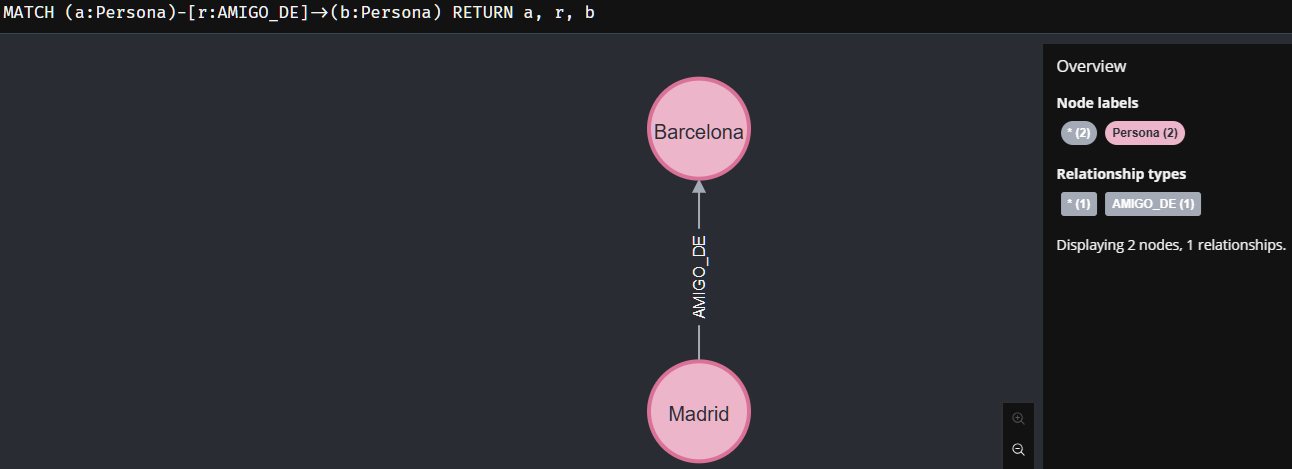 MATCH (a:Persona)-[r:AMIGO_DE]->(b:Persona) RETURN a, r, b
Barcelona
AMIGO_DE
Madrid
Overview
Node labels
* (2) Persona (2)
Relationship types
* (1) AMIGO_DE (1)
Displaying 2 nodes, 1 relationships.